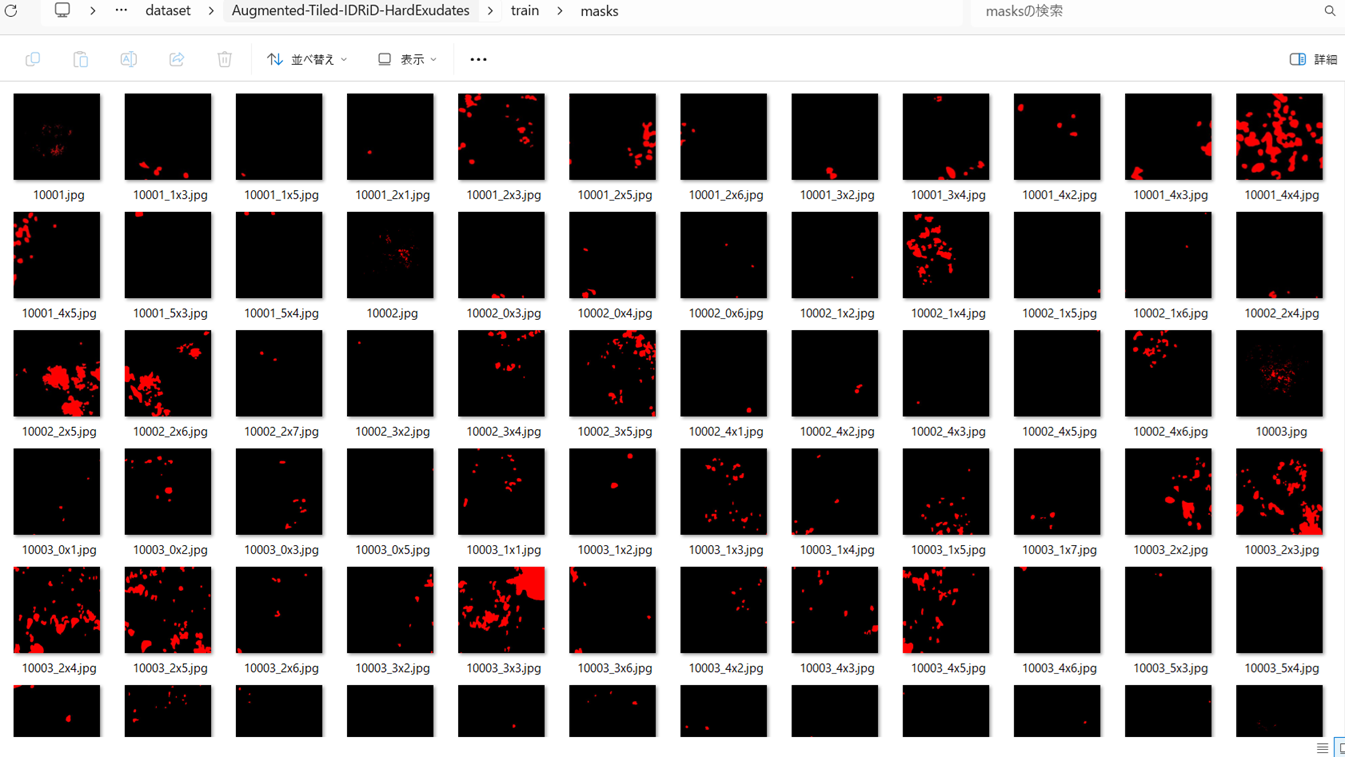 dataset > Augmented-Tiled-IDRiD-HardExudates > train > masks
masksの検索
並べ替え
表示
詳細
10001.jpg 10001_1x3.jpg 10001_1x5.jpg 10001_2x1.jpg 10001_2x3.jpg 10001_2x5.jpg 10001_2x6.jpg 10001_3x2.jpg 10001_3x4.jpg 10001_4x2.jpg 10001_4x3.jpg 10001_4x4.jpg
10001_4x5.jpg 10001_5x3.jpg 10001_5x4.jpg 10002.jpg 10002_0x3.jpg 10002_0x4.jpg 10002_0x6.jpg 10002_1x2.jpg 10002_1x4.jpg 10002_1x5.jpg 10002_1x6.jpg 10002_2x4.jpg
10002_2x5.jpg 10002_2x6.jpg 10002_2x7.jpg 10002_3x2.jpg 10002_3x4.jpg 10002_3x5.jpg 10002_4x1.jpg 10002_4x2.jpg 10002_4x3.jpg 10002_4x5.jpg 10002_4x6.jpg 10003.jpg
10003_0x1.jpg 10003_0x2.jpg 10003_0x3.jpg 10003_0x5.jpg 10003_1x1.jpg 10003_1x2.jpg 10003_1x3.jpg 10003_1x4.jpg 10003_1x5.jpg 10003_1x7.jpg 10003_2x2.jpg 10003_2x3.jpg
10003_2x4.jpg 10003_2x5.jpg 10003_2x6.jpg 10003_3x2.jpg 10003_3x3.jpg 10003_3x6.jpg 10003_4x2.jpg 10003_4x3.jpg 10003_4x5.jpg 10003_4x6.jpg 10003_5x3.jpg 10003_5x4.jpg